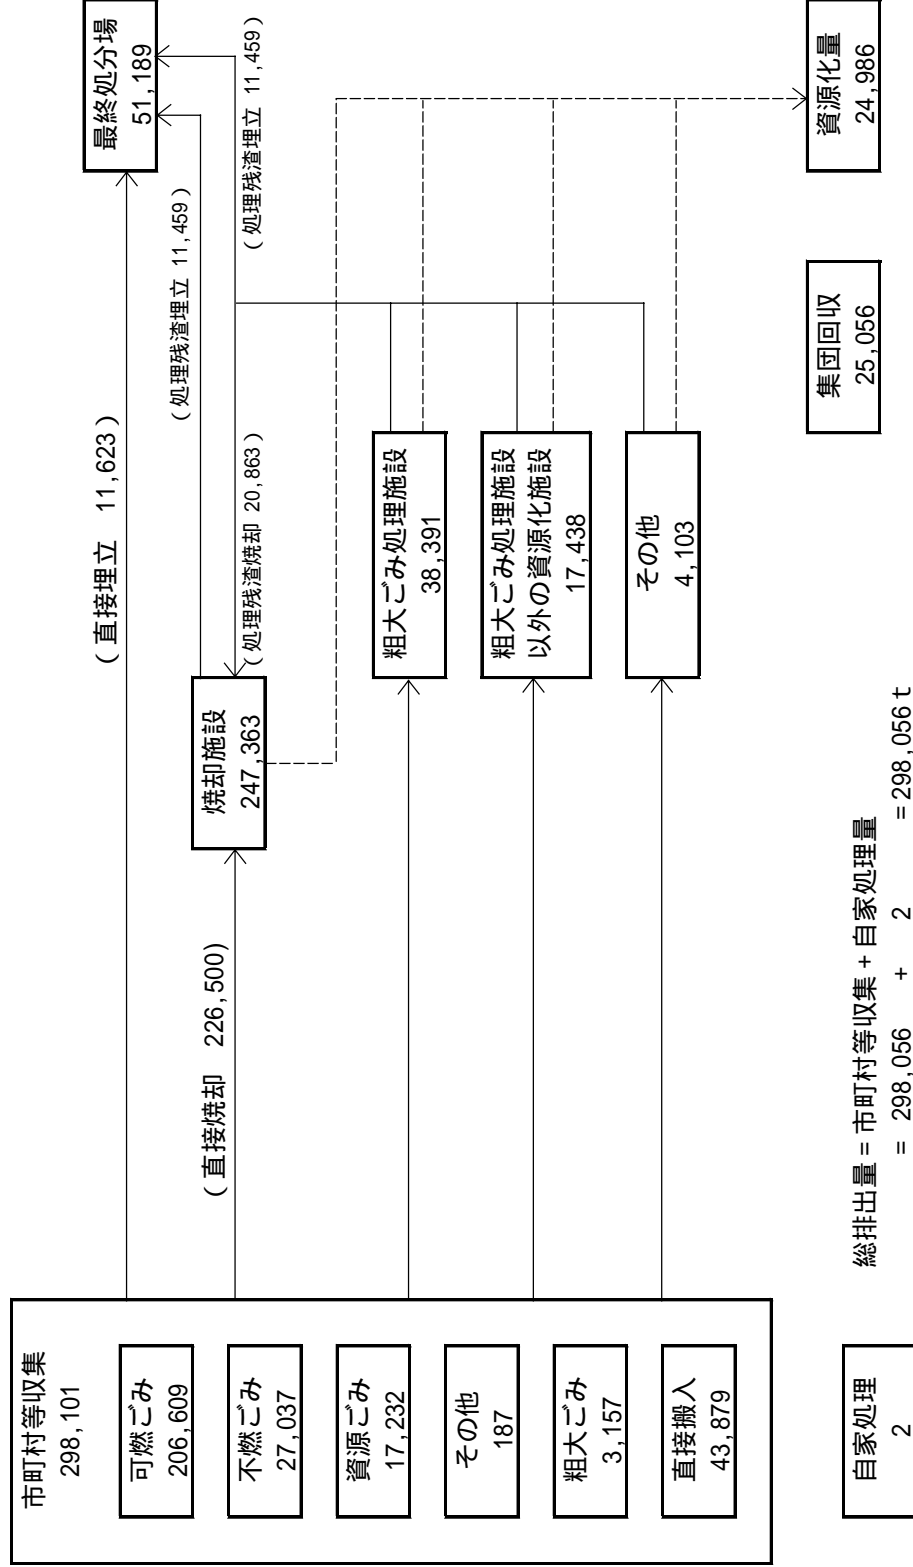 市町村等収集
298,101
可燃ごみ
206,609
不燃ごみ
27,037
資源ごみ
17,232
その他
187
粗大ごみ
3,157
直接搬入
43,879
自家処理
2
(直接埋立 11,623)
(直接焼却 226,500)
焼却施設
247,363
(処理残渣焼却 20,863)
(処理残渣埋立 11,459)
(処理残渣埋立 11,459)
最終処分場
51,189
粗大ごみ処理施設
38,391
粗大ごみ処理施設
以外の資源化施設
17,438
その他
4,103
集団回収
25,056
資源化量
24,986
総排出量=市町村等収集+自家処理量
= 298,056 + 2 =298,056t